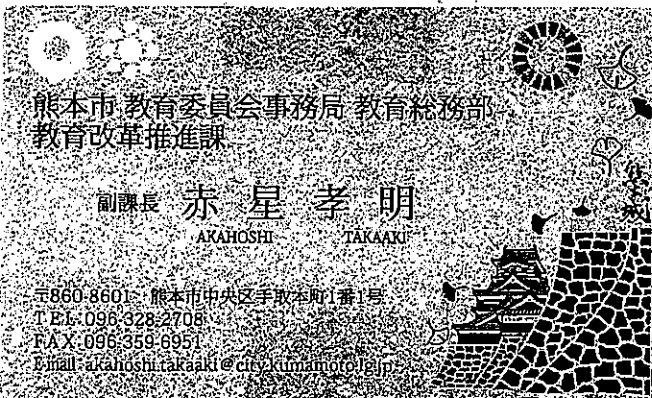 熊本市 教育委員会事務局 教育総務部
教育改革推進課
副課長 赤星 孝明
AKAHOSHI TAKAAKI
〒860-8601 熊本市中央区手取本町1番1号
TEL 096-328-2708
FAX 096-359-6951
E-mail akahoshi.takaaki@city.kumamoto.lg.jp
熊本城